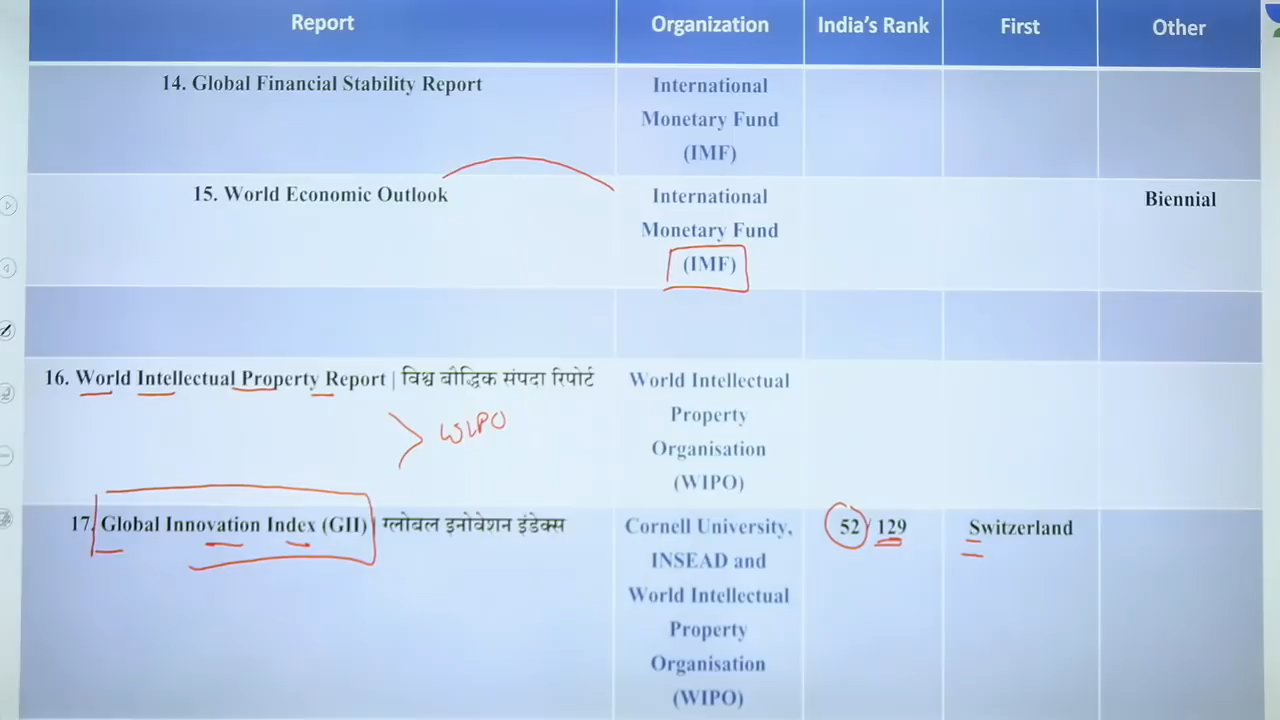 Report Organization India's Rank First Other
14. Global Financial Stability Report
International
Monetary Fund
(IMF)
15. World Economic Outlook
International
Monetary Fund
(IMF)
Biennial
16. World Intellectual Property Report | विश्व बौद्धिक संपदा रिपोर्ट
WIPO
World Intellectual
Property
Organisation
(WIPO)
17. Global Innovation Index (GII) | ग्लोबल इनोवेशन इंडेक्स
Cornell University,
INSEAD and
World Intellectual
Property
Organisation
(WIPO)
52/129
Switzerland